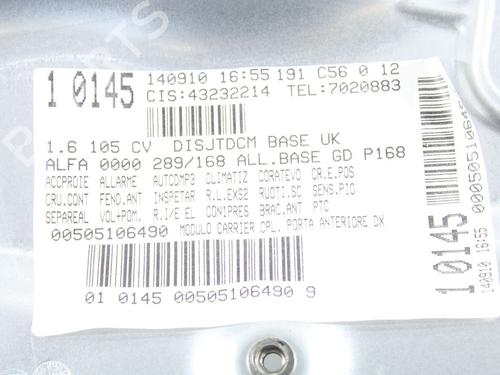 1 0145
140910 16:55 191 C56 0 12
CIS:43232214 TEL:7020883
1.6 105 CV DISJTDCM BASE UK
ALFA 0000 289/168 ALL.BASE GD P168
ACCPROIE ALLARME AUTCDMP3 CLIMATIZ CORATEVO CR.E.POS
CRU.CONT FEND.ANT INSPETAR R.L.EXS2 RUOTI.SC SENS.PIO
SEPAREAL VOL+POM. R.I/E EL CON1PRES BRAC.ANT PTC
00505106490 MODULO CARRIER CPL. PORTA ANTERIORE DX
01 0145 00505106490 9
1 0145
140910 16:55